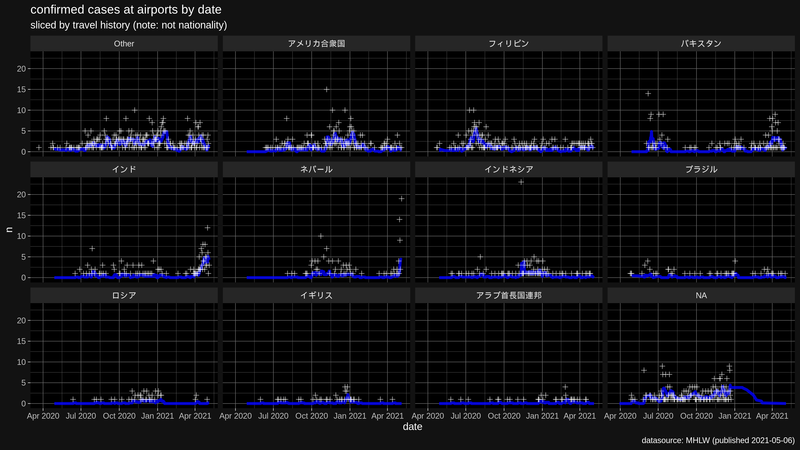 confirmed cases at airports by date
sliced by travel history (note: not nationality)
Other アメリカ合衆国 フィリピン パキスタン
20
15
10
5
0
インド ネパール インドネシア ブラジル
n
20
15
10
5
0
ロシア イギリス アラブ首長国連邦 NA
20
15
10
5
0
Apr 2020 Jul 2020 Oct 2020 Jan 2021 Apr 2021 Apr 2020 Jul 2020 Oct 2020 Jan 2021 Apr 2021 Apr 2020 Jul 2020 Oct 2020 Jan 2021 Apr 2021 Apr 2020 Jul 2020 Oct 2020 Jan 2021 Apr 2021
date
datasource: MHLW (published 2021-05-06)